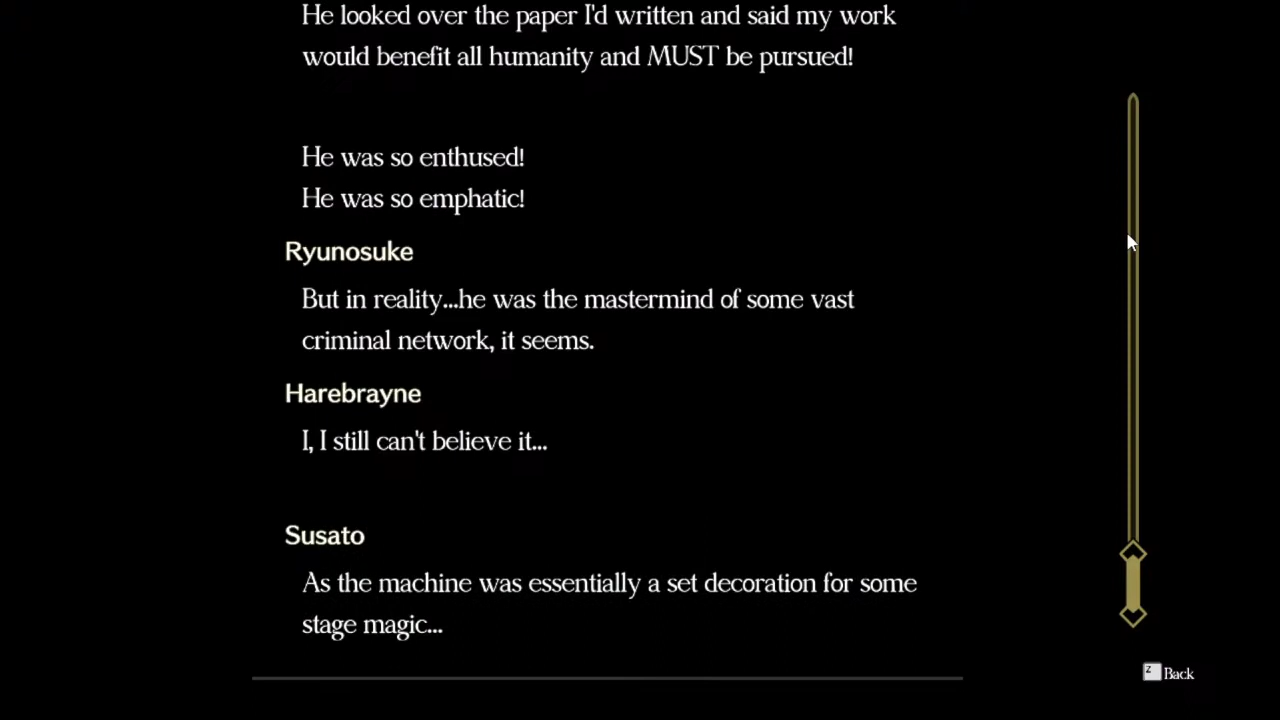 He looked over the paper I'd written and said my work
would benefit all humanity and MUST be pursued!
He was so enthused!
He was so emphatic!
Ryunosuke
But in reality...he was the mastermind of some vast
criminal network, it seems.
Harebrayne
I, I still can't believe it...
Susato
As the machine was essentially a set decoration for some
stage magic...
Z Back